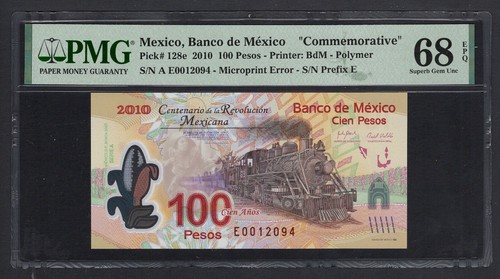 PMG
PAPER MONEY GUARANTY
Mexico, Banco de México "Commemorative"
Pick# 128e 2010 100 Pesos - Printer: BdM - Polymer
S/N A E0012094 - Microprint Error - S/N Prefix E
68 EPQ
Superb Gem Unc
2010
Centenario de la Revolución
Mexicana
Banco de México
Cien Pesos
100
Pesos
Cien Años
E0012094